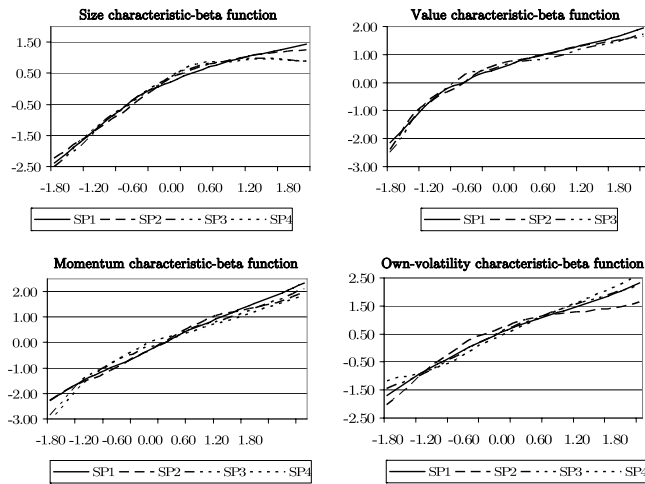 Size characteristic-beta function
1.50
0.50
-0.50
-1.50
-2.50
-1.80 -1.20 -0.60 0.00 0.60 1.20 1.80
SP1 SP2 SP3 SP4
Value characteristic-beta function
2.00
1.00
0.00
-1.00
-2.00
-3.00
-1.80 -1.20 -0.60 0.00 0.60 1.20 1.80
SP1 SP2 SP3
Momentum characteristic-beta function
2.00
1.00
0.00
-1.00
-2.00
-3.00
-1.80 -1.20 -0.60 0.00 0.60 1.20 1.80
SP1 SP2 SP3 SP4
Own-volatility characteristic-beta function
2.50
1.50
0.50
-0.50
-1.50
-2.50
-1.80 -1.20 -0.60 0.00 0.60 1.20 1.80
SP1 SP2 SP3 SP4